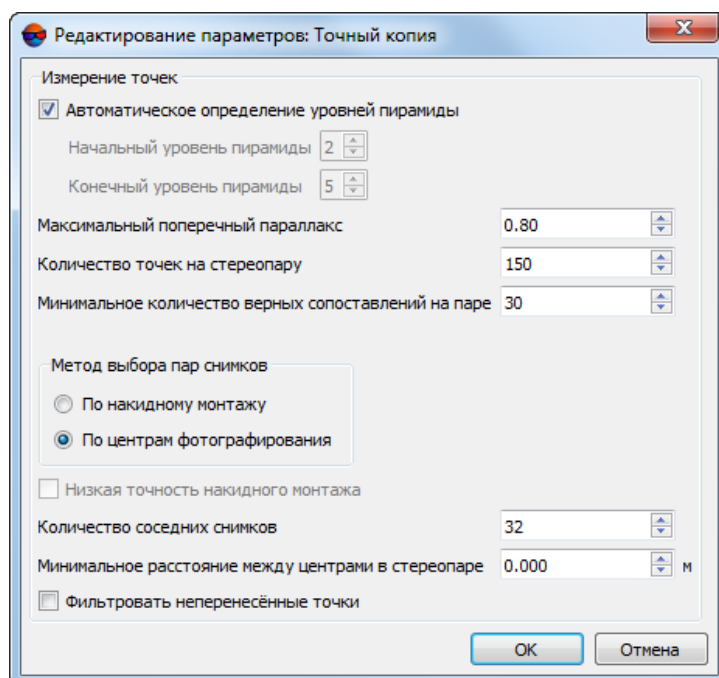 Редактирование параметров: Точный копия
Измерение точек
Автоматическое определение уровней пирамиды
Начальный уровень пирамиды 2
Конечный уровень пирамиды 5
Максимальный поперечный параллакс 0.80
Количество точек на стереопару 150
Минимальное количество верных сопоставлений на паре 30
Метод выбора пар снимков
По накидному монтажу
По центрам фотографирования
Низкая точность накидного монтажа
Количество соседних снимков 32
Минимальное расстояние между центрами в стереопаре 0.000 м
Фильтровать неперенесённые точки
OK Отмена